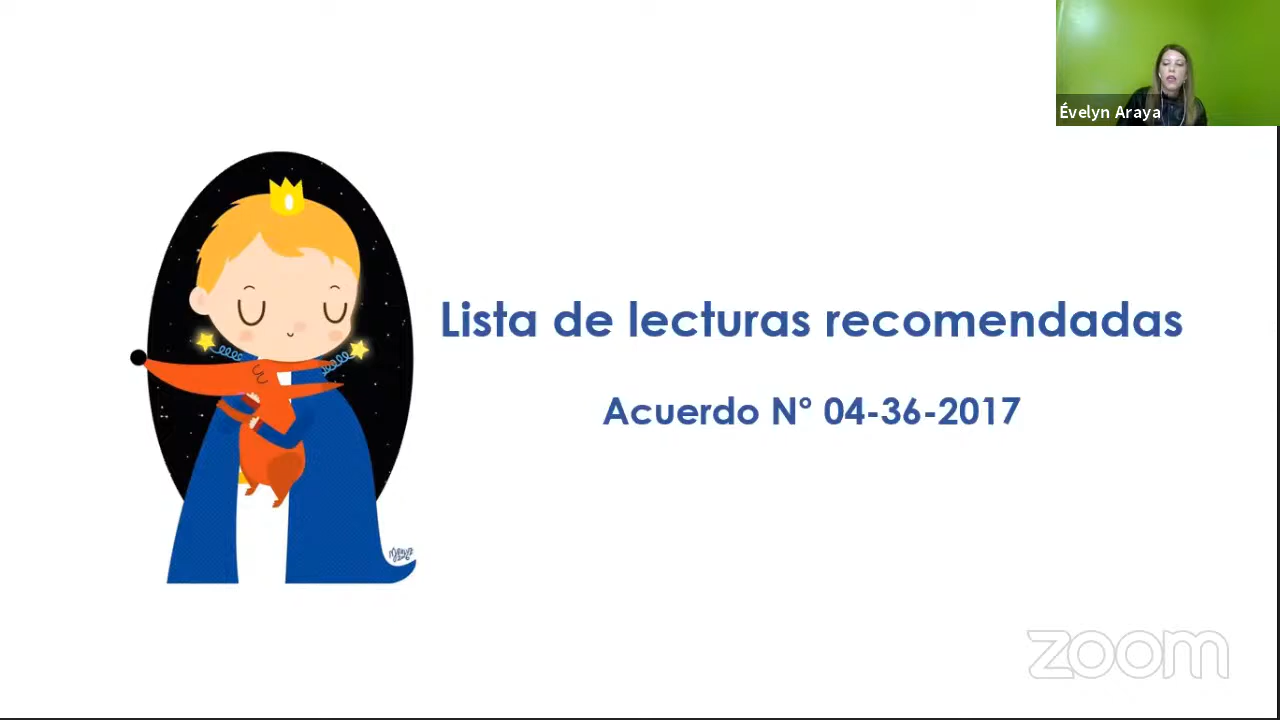 Évelyn Araya
Lista de lecturas recomendadas
Acuerdo N° 04-36-2017
zoom